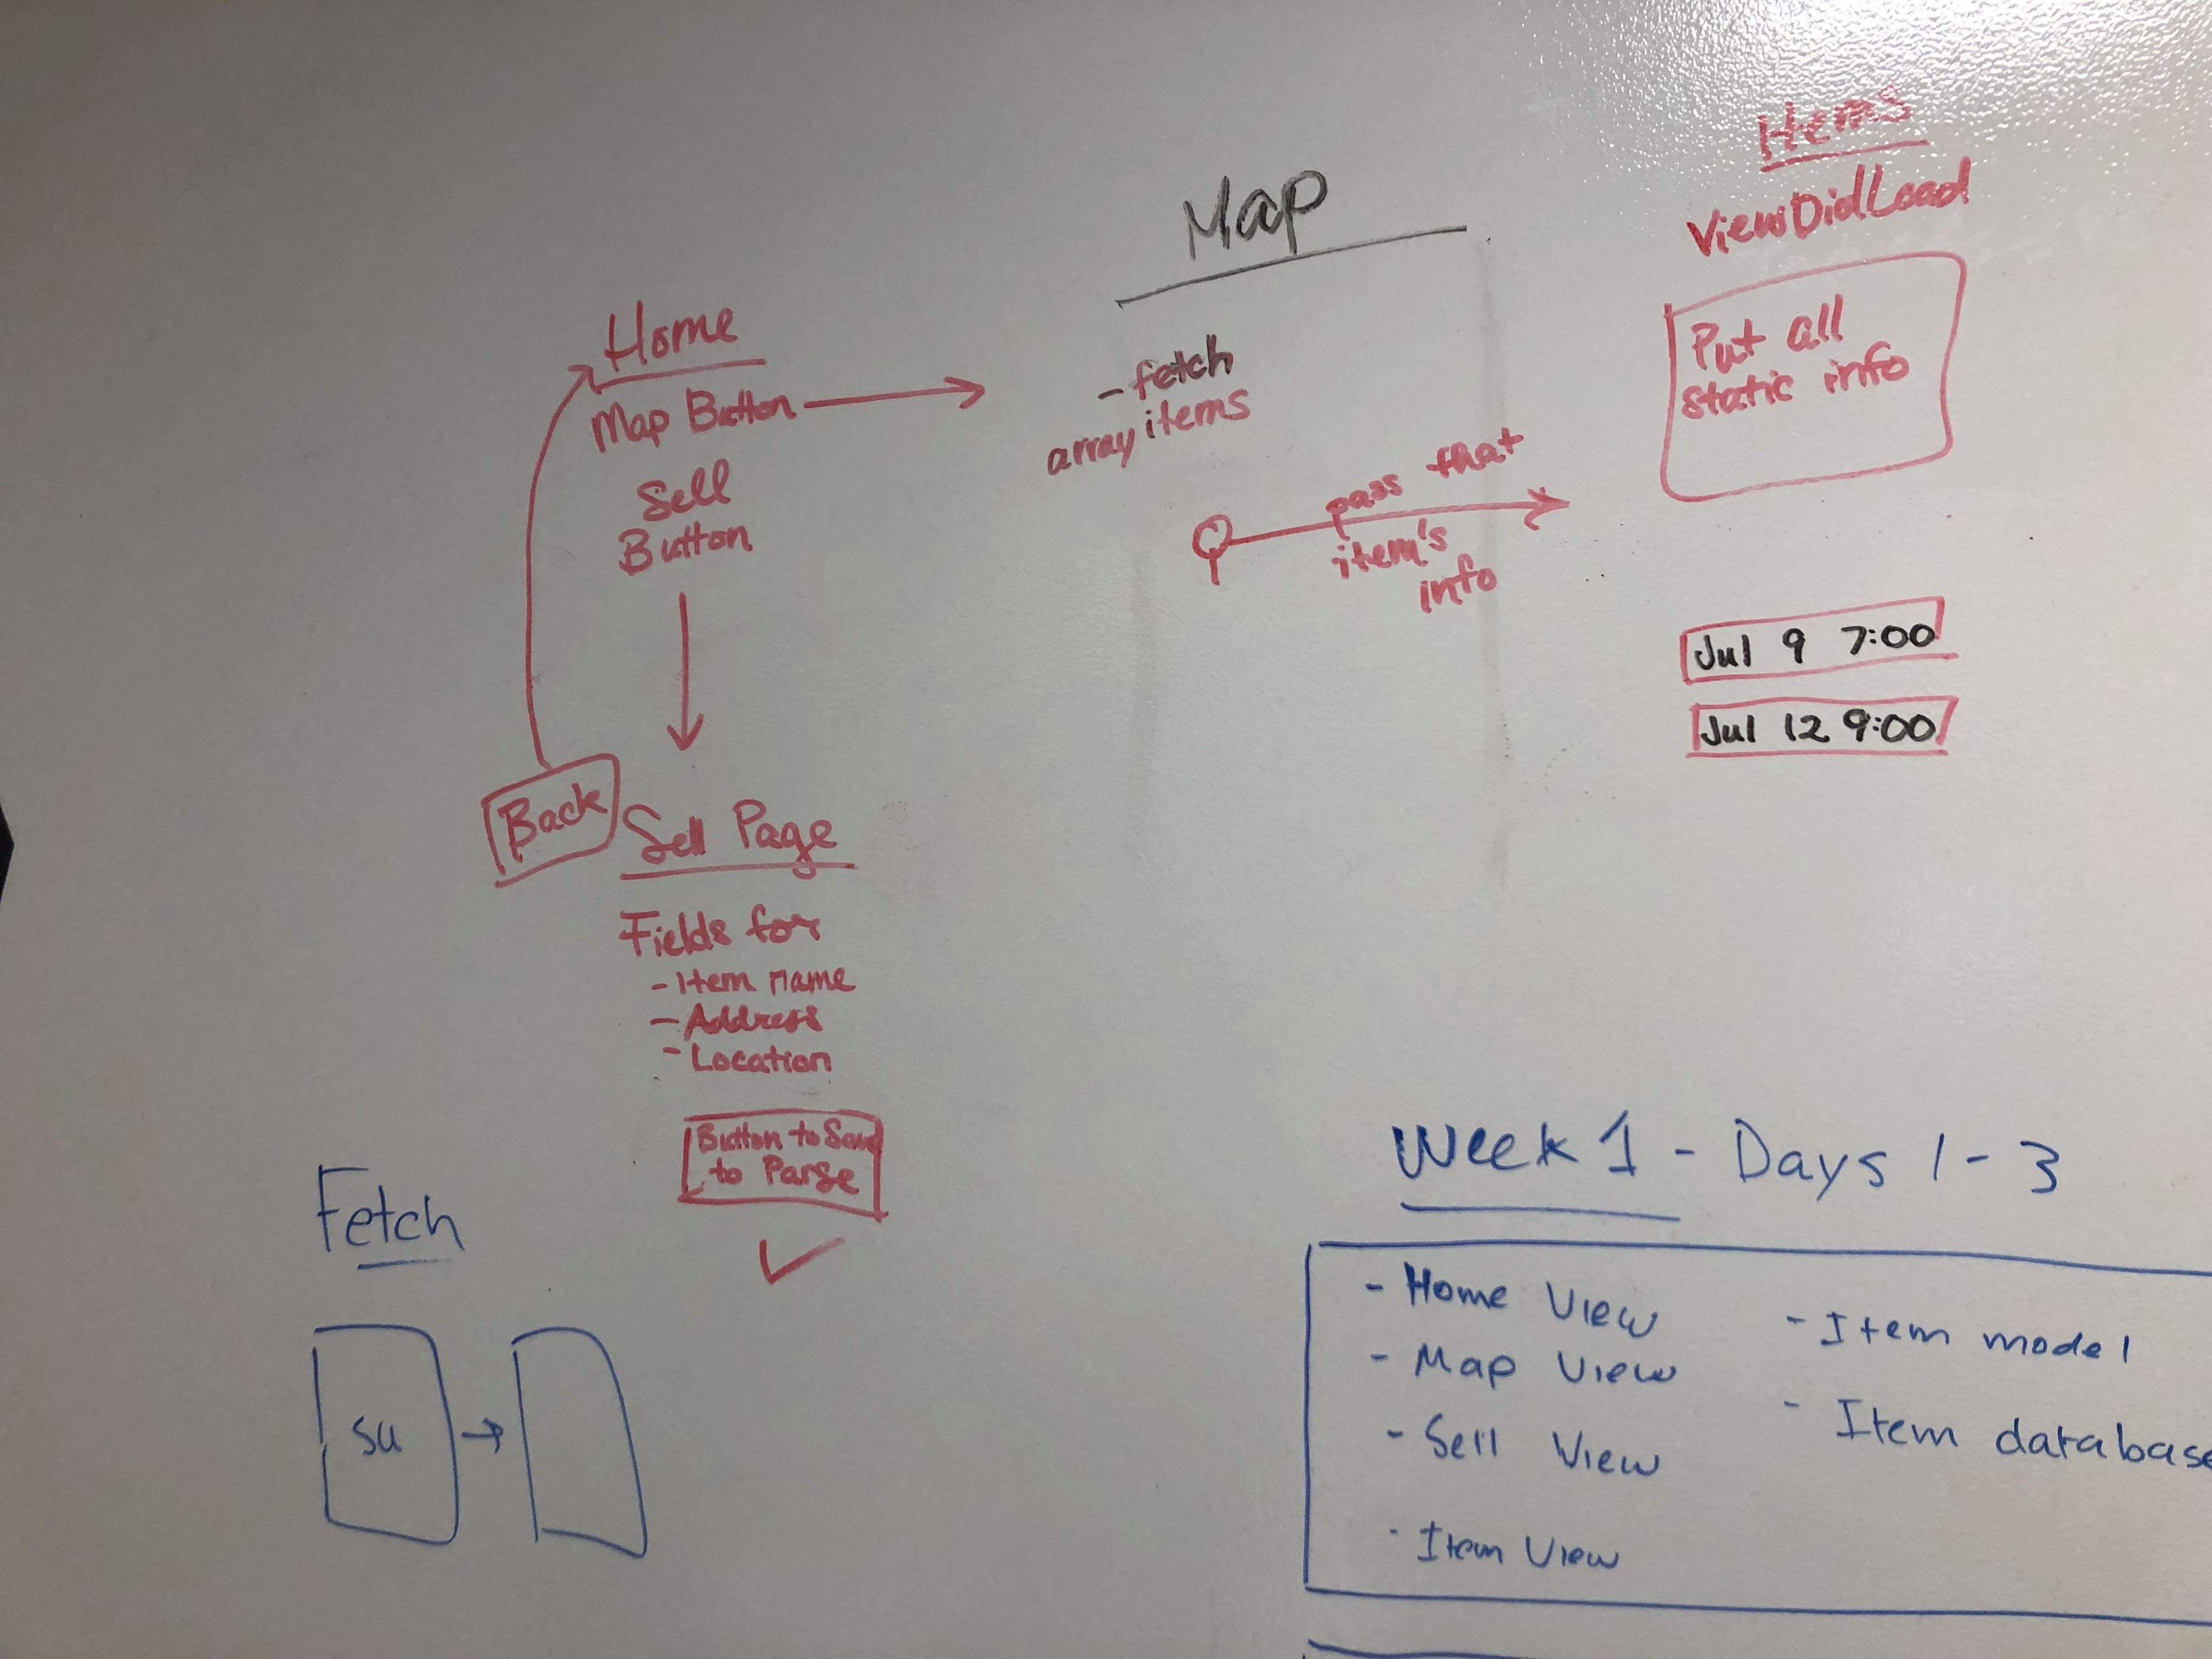 Home
Map Button
Sell
Button
Back
Sell Page
Fields for
- Item name
- Address
- Location
Button to Save
to Parse
Map
- fetch
array items
pass that
item's
info
Items
ViewDidLoad
Put all
static info
Jul 9 7:00
Jul 12 9:00
Fetch
su
Week 1 - Days 1-3
- Home View
- Map View
- Sell View
- Item View
- Item model
- Item database